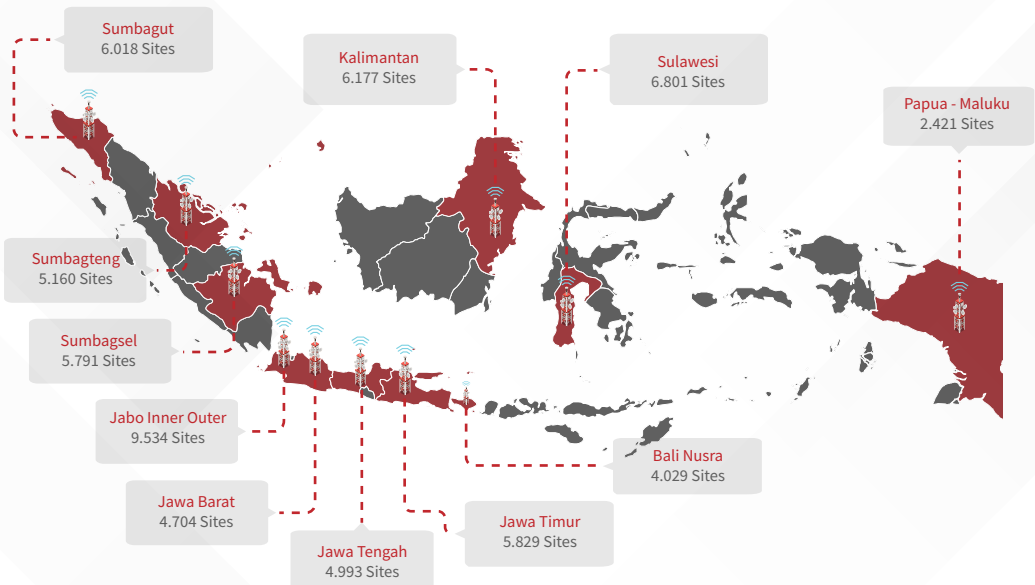 Sumbagut
6.018 Sites
Kalimantan
6.177 Sites
Sulawesi
6.801 Sites
Papua - Maluku
2.421 Sites
Sumbagteng
5.160 Sites
Sumbagsel
5.791 Sites
Jabo Inner Outer
9.534 Sites
Jawa Barat
4.704 Sites
Jawa Tengah
4.993 Sites
Jawa Timur
5.829 Sites
Bali Nusra
4.029 Sites